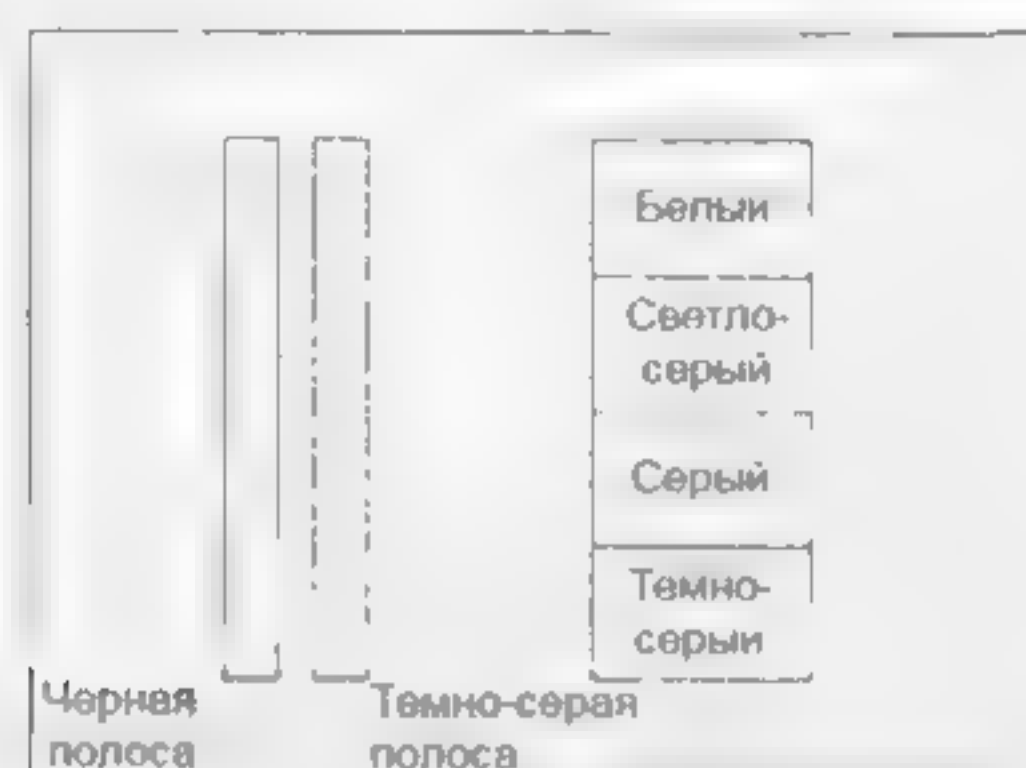 Белый
Светло-
серый
Серый
Темно-
серый
Черная
полоса
Темно-серая
полоса